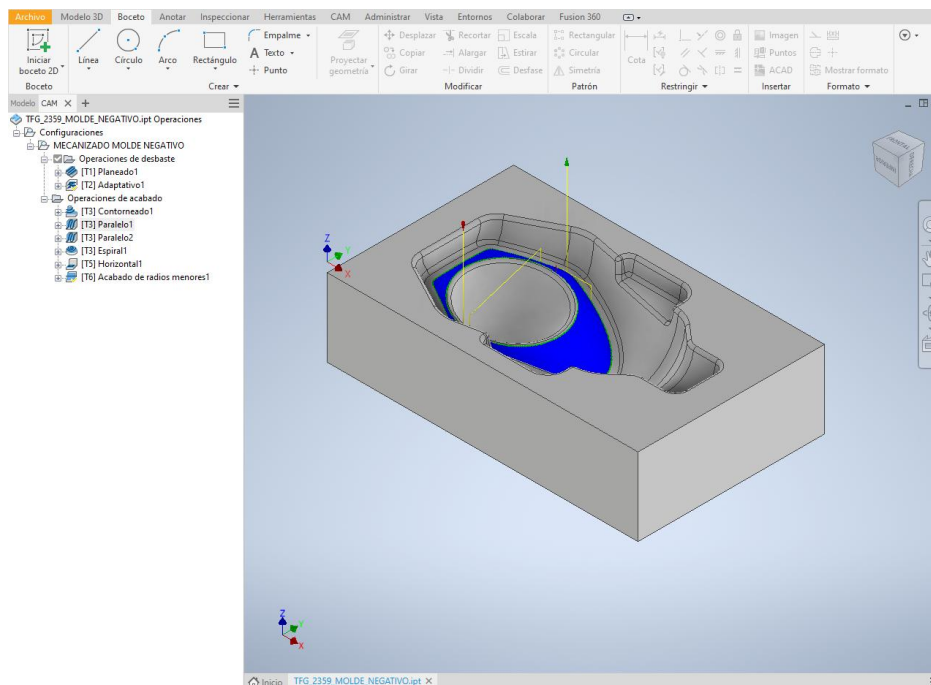 Archivo Modelo 3D Boceto Anotar Inspeccionar Herramientas CAM Administrar Vista Entornos Colaborar Fusion 360
Iniciar boceto 2D
Línea
Círculo
Arco
Rectángulo
Empalme
Texto
Punto
Proyectar geometría
Desplazar Recortar Escala
Copiar Alargar Estirar
Girar Dividir Desfase
Rectangular
Circular
Simetría
Cota
Imagen
Puntos
ACAD
Mostrar formato
Boceto Crear Modificar Patrón Restringir Insertar Formato
Modelo CAM
TFG_2359_MOLDE_NEGATIVO.ipt Operaciones
Configuraciones
MECANIZADO MOLDE NEGATIVO
Operaciones de desbaste
[T1] Planeado1
[T2] Adaptativo1
Operaciones de acabado
[T3] Contorneado1
[T3] Paralelo1
[T3] Paralelo2
[T3] Espiral1
[T5] Horizontal1
[T6] Acabado de radios menores1
FRONTAL
Z
Y
X
Z
Y
X
Inicio TFG_2359_MOLDE_NEGATIVO.ipt